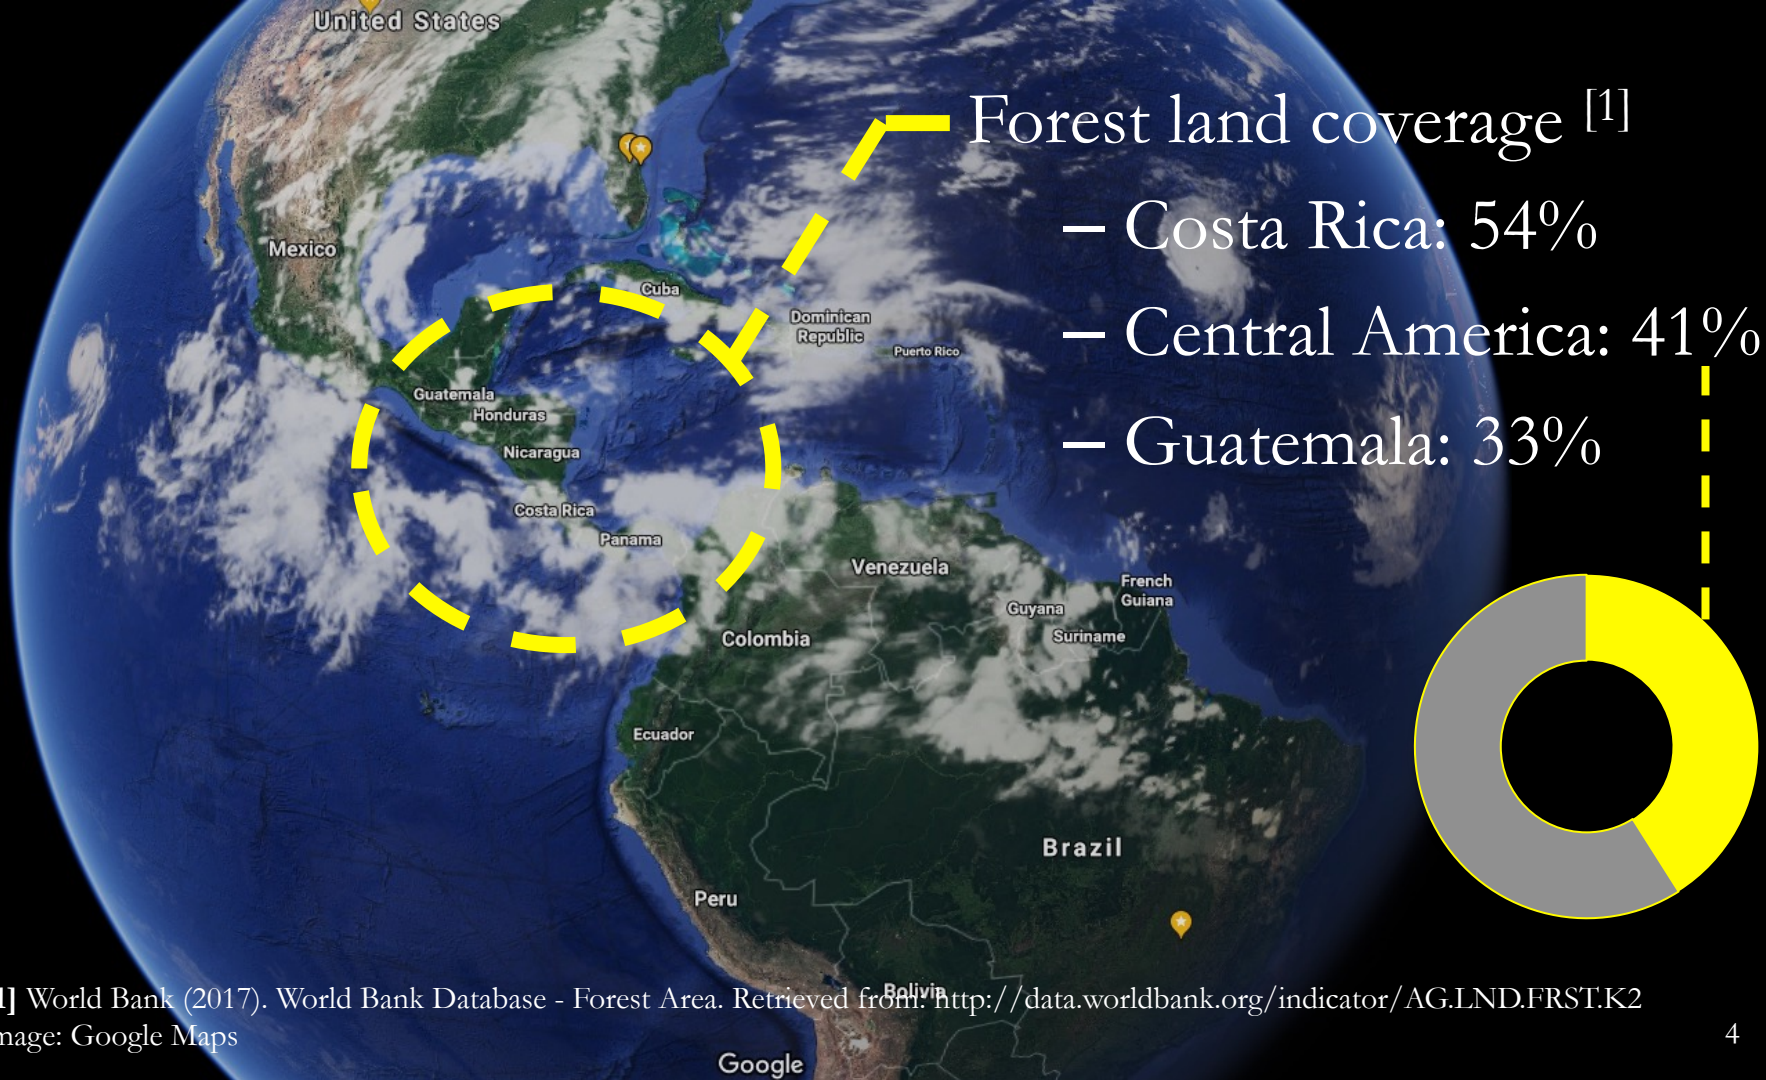 United States
Forest land coverage [1]
– Costa Rica: 54%
– Central America: 41%
– Guatemala: 33%
Mexico
Cuba
Dominican
Republic
Puerto Rico
Guatemala
Honduras
Nicaragua
Costa Rica
Panama
Venezuela
French
Guiana
Guyana
Suriname
Colombia
Ecuador
Brazil
Peru
Bolivia
1] World Bank (2017). World Bank Database - Forest Area. Retrieved from: http://data.worldbank.org/indicator/AG.LND.FRST.K2
mage: Google Maps
4
Google